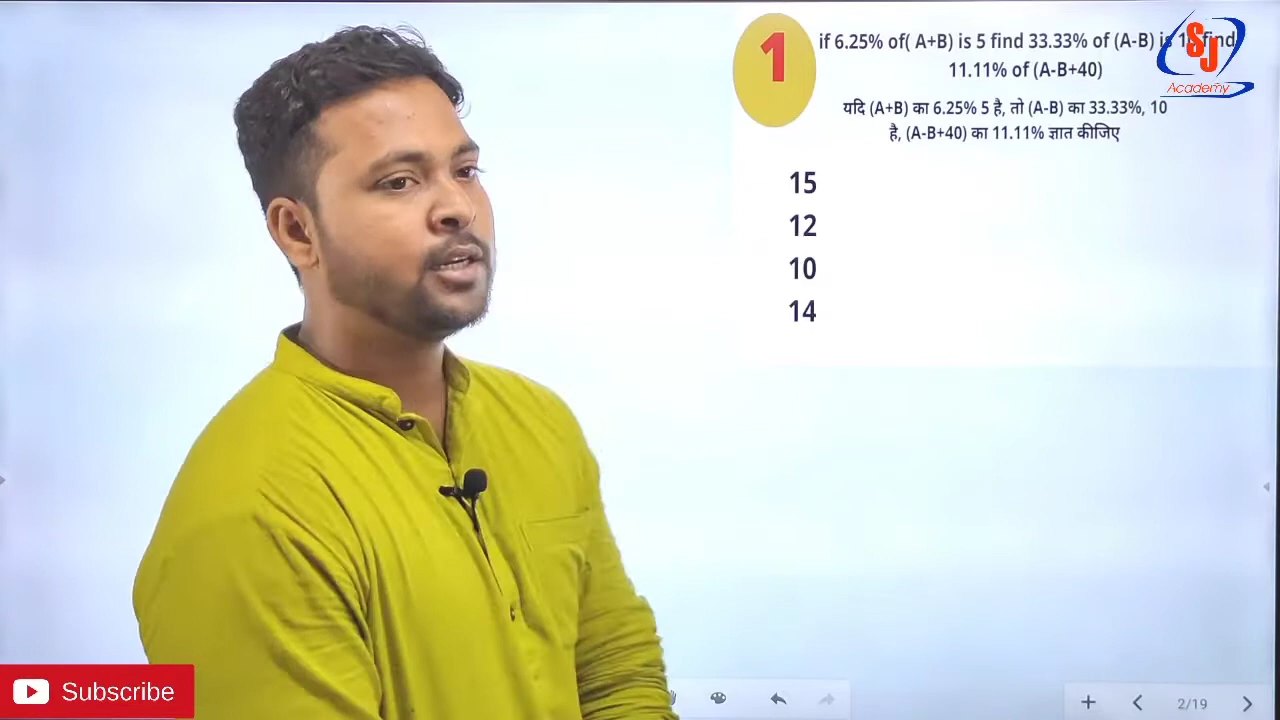 1
if 6.25% of( A+B) is 5 find 33.33% of (A-B) is find
11.11% of (A-B+40)
यदि (A+B) का 6.25% 5 है, तो (A-B) का 33.33%, 10
है, (A-B+40) का 11.11% ज्ञात कीजिए
SJ
Academy
15
12
10
14
Subscribe
2/19